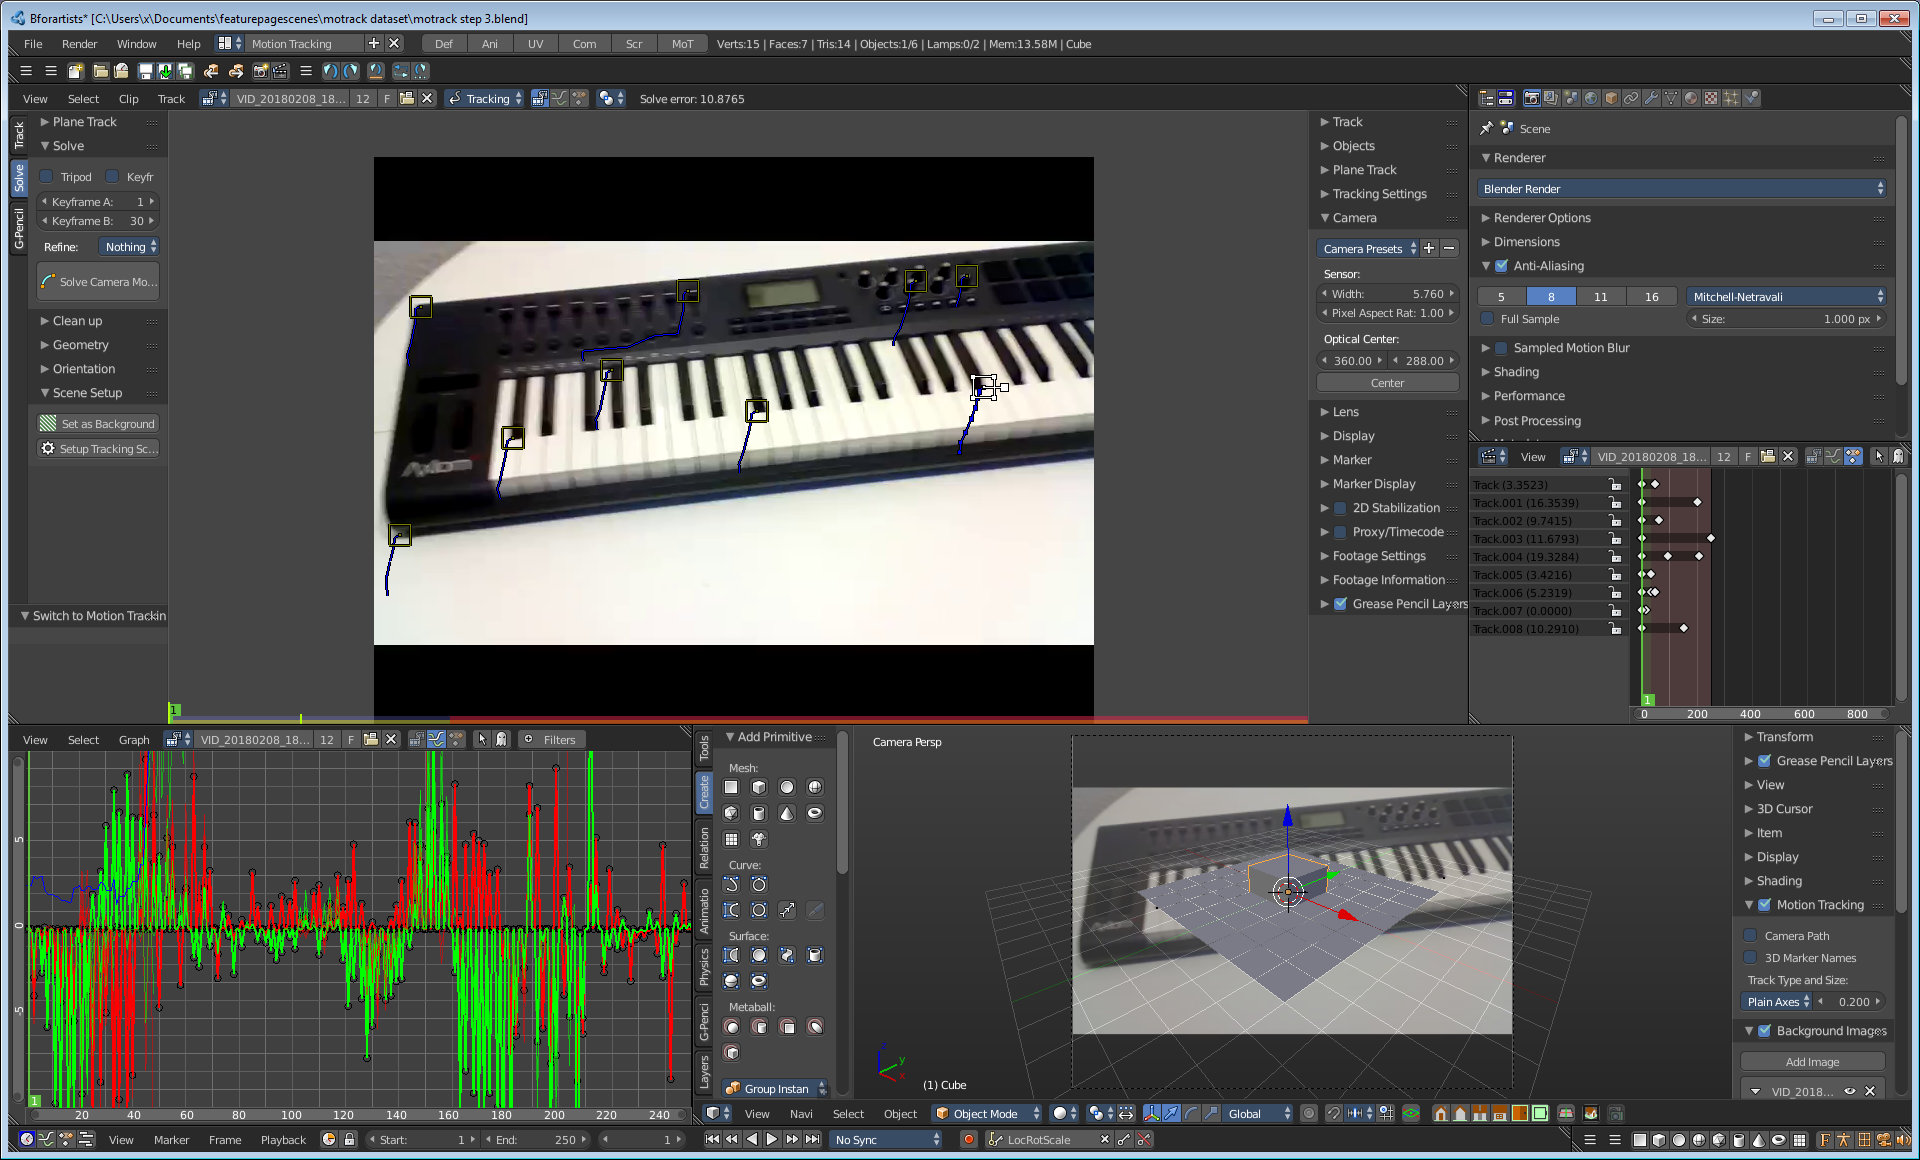 Bforartists* [C:\Users\x\Documents\featurepagescenes\motrack dataset\motrack step 3.blend]
File Render Window Help Motion Tracking Def Ani UV Com Scr MoT Verts:15 | Faces:7 | Tris:14 | Objects:1/6 | Lamps:0/2 | Mem:13.58M | Cube
View Select Clip Track VID_20180208_18... 12 F Tracking Solve error: 10.8765
Track
Solve
G-Pencil
Plane Track
Solve
Tripod Keyfr
Keyframe A: 1
Keyframe B: 30
Refine: Nothing
Solve Camera Mo...
Clean up
Geometry
Orientation
Scene Setup
Set as Background
Setup Tracking Sc...
Switch to Motion Trackin
Axiom
1
Track
Objects
Plane Track
Tracking Settings
Camera
Camera Presets
Sensor:
Width: 5.760
Pixel Aspect Rat: 1.00
Optical Center:
360.00 288.00
Center
Lens
Display
Marker
Marker Display
2D Stabilization
Proxy/Timecode
Footage Settings
Footage Information
Grease Pencil Layers
Scene
Renderer
Blender Render
Renderer Options
Dimensions
Anti-Aliasing
5 8 11 16 Mitchell-Netravali
Full Sample Size: 1.000 px
Sampled Motion Blur
Shading
Performance
Post Processing
View VID_20180208_18... 12 F
Track (3.3523)
Track.001 (16.3539)
Track.002 (9.7415)
Track.003 (11.6793)
Track.004 (19.3284)
Track.005 (3.4216)
Track.006 (5.2319)
Track.007 (0.0000)
Track.008 (10.2910)
1
0 200 400 600 800
View Select Graph VID_20180208_18... 12 F Filters
5
0
-5
1
20 40 60 80 100 120 140 160 180 200 220 240
Tools
Create
Relation
Animatio
Physics
G-Penci
Layers
Add Primitive
Mesh:
Curve:
Surface:
Metaball:
Group Instan
Camera Persp
z
y
x
(1) Cube
View Navi Select Object Object Mode Global
Transform
Grease Pencil Layers
View
3D Cursor
Item
Display
Shading
Motion Tracking
Camera Path
3D Marker Names
Track Type and Size:
Plain Axes 0.200
Background Images
Add Image
VID_2018...
View Marker Frame Playback Start: 1 End: 250 1 No Sync LocRotScale
F